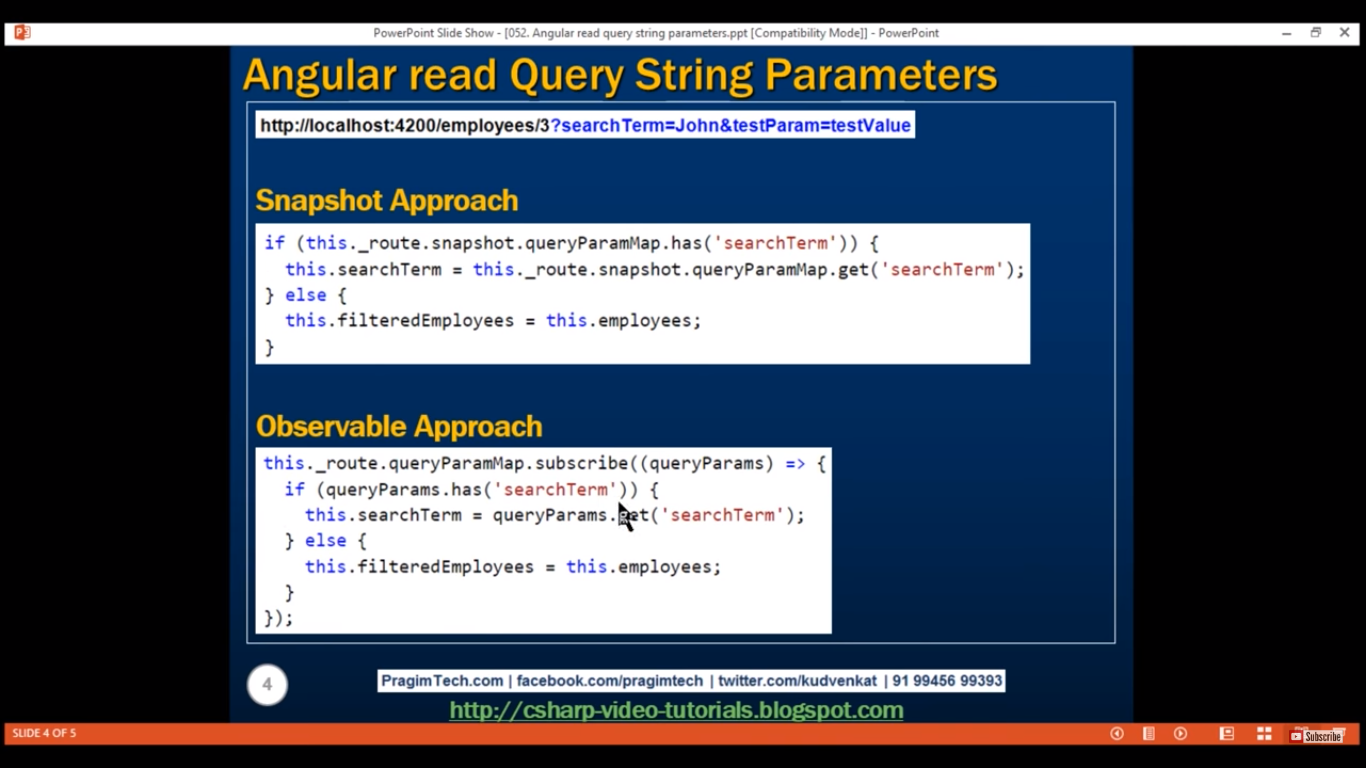 PowerPoint Slide Show - [052. Angular read query string parameters.ppt [Compatibility Mode]] - PowerPoint
Angular read Query String Parameters
http://localhost:4200/employees/3?searchTerm=John&testParam=testValue
Snapshot Approach
if (this._route.snapshot.queryParamMap.has('searchTerm')) {
this.searchTerm = this._route.snapshot.queryParamMap.get('searchTerm');
} else {
this.filteredEmployees = this.employees;
}
Observable Approach
this._route.queryParamMap.subscribe((queryParams) => {
if (queryParams.has('searchTerm')) {
this.searchTerm = queryParams.get('searchTerm');
} else {
this.filteredEmployees = this.employees;
}
});
4
PragimTech.com | facebook.com/pragimtech | twitter.com/kudvenkat | 91 99456 99393
http://csharp-video-tutorials.blogspot.com
SLIDE 4 OF 5
Subscribe